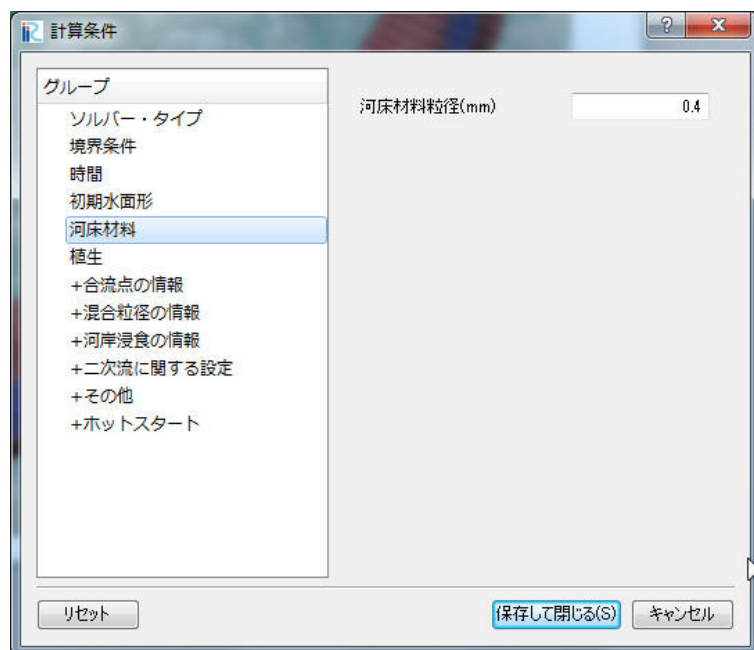 計算条件
グループ
ソルバー・タイプ
境界条件
時間
初期水面形
河床材料
植生
+合流点の情報
+混合粒径の情報
+河岸浸食の情報
+二次流に関する設定
+その他
+ホットスタート
河床材料粒径(mm)
0.4
リセット
保存して閉じる(S)
キャンセル